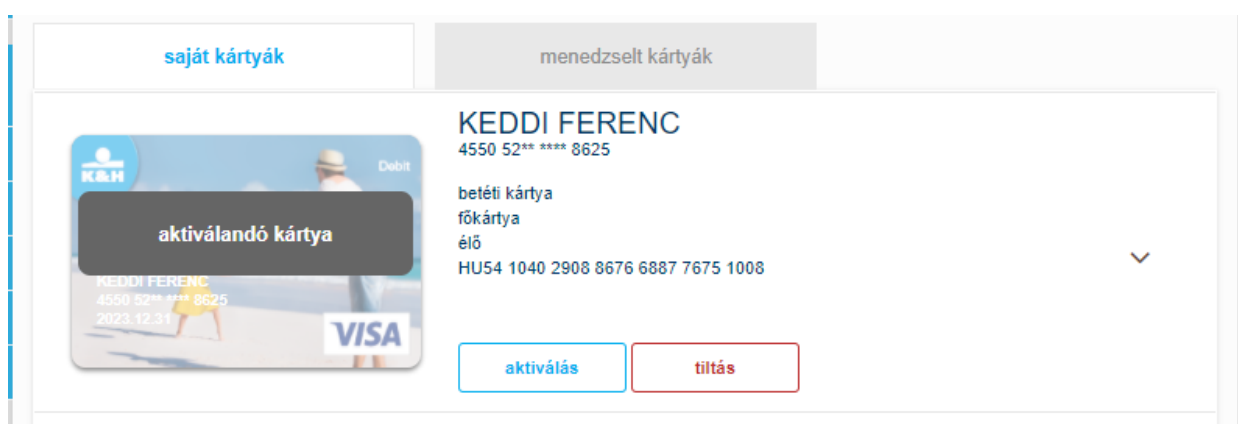 saját kártyák
menedzselt kártyák
K&H
Debit
aktiválandó kártya
KEDDI FERENC
4550 52** **** 8625
2023.12.31
VISA
KEDDI FERENC
4550 52** **** 8625
betéti kártya
főkártya
élő
HU54 1040 2908 8676 6887 7675 1008
aktiválás
tiltás